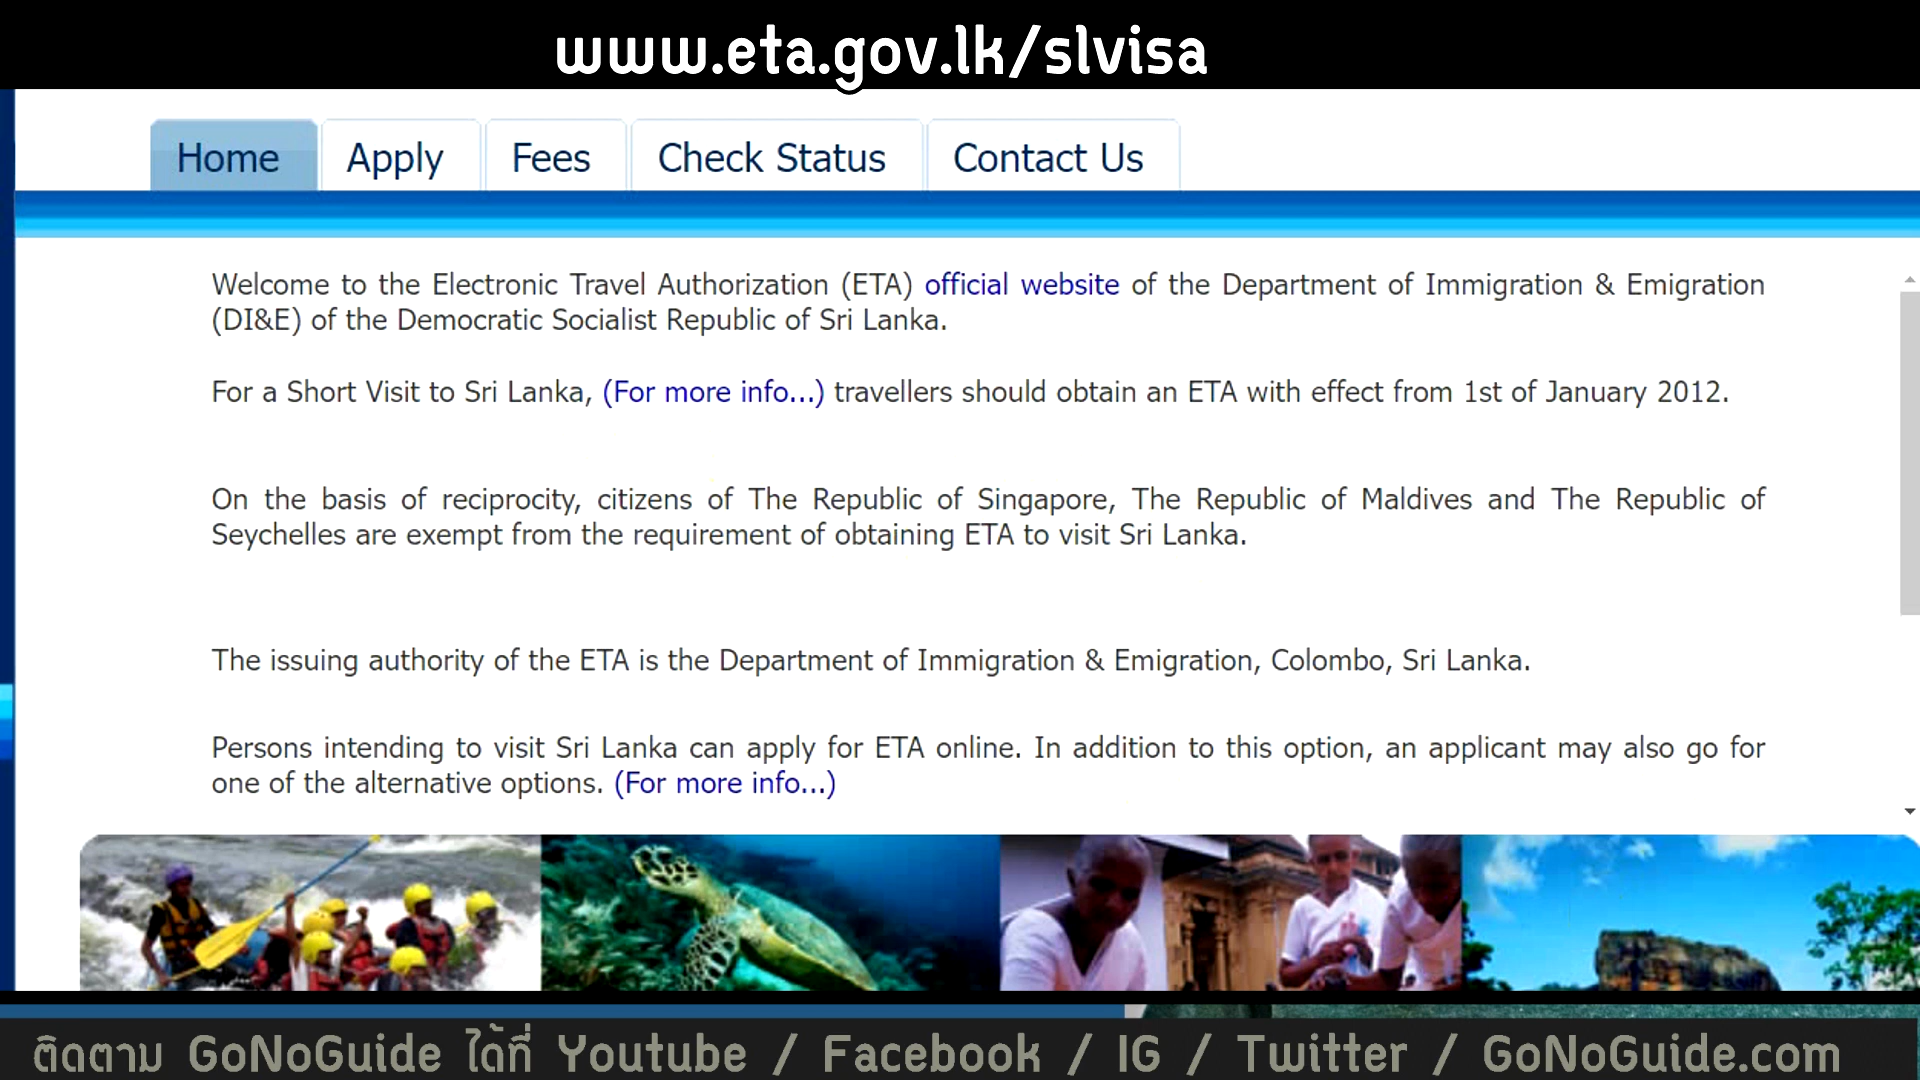 www.eta.gov.lk/slvisa
Home Apply Fees Check Status Contact Us
Welcome to the Electronic Travel Authorization (ETA) official website of the Department of Immigration & Emigration
(DI&E) of the Democratic Socialist Republic of Sri Lanka.
For a Short Visit to Sri Lanka, (For more info...) travellers should obtain an ETA with effect from 1st of January 2012.
On the basis of reciprocity, citizens of The Republic of Singapore, The Republic of Maldives and The Republic of
Seychelles are exempt from the requirement of obtaining ETA to visit Sri Lanka.
The issuing authority of the ETA is the Department of Immigration & Emigration, Colombo, Sri Lanka.
Persons intending to visit Sri Lanka can apply for ETA online. In addition to this option, an applicant may also go for
one of the alternative options. (For more info...)
ติดตาม GoNoGuide ได้ที่ Youtube / Facebook / IG / Twitter / GoNoGuide.com